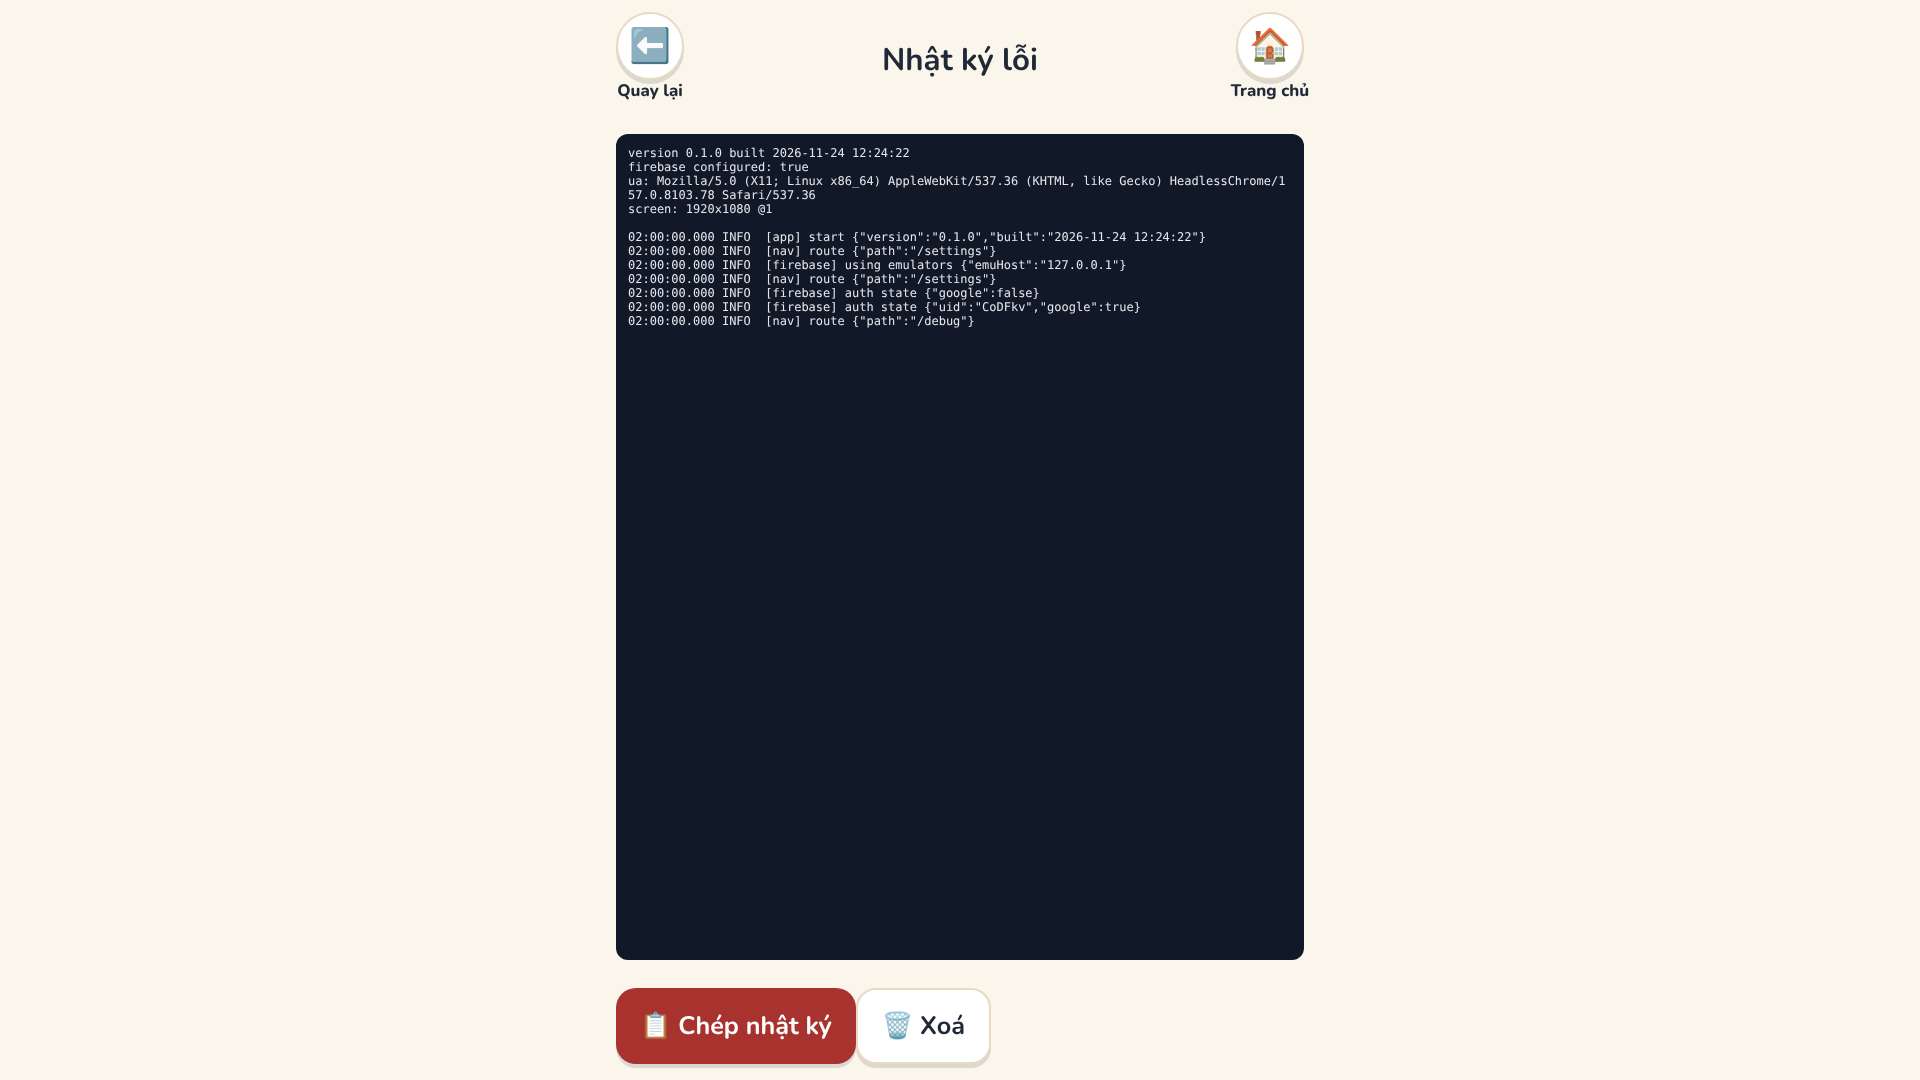 Quay lại
Nhật ký lỗi
Trang chủ
version 0.1.0 built 2026-11-24 12:24:22
firebase configured: true
ua: Mozilla/5.0 (X11; Linux x86_64) AppleWebKit/537.36 (KHTML, like Gecko) HeadlessChrome/1
57.0.8103.78 Safari/537.36
screen: 1920x1080 @1
02:00:00.000 INFO  [app] start {"version":"0.1.0","built":"2026-11-24 12:24:22"}
02:00:00.000 INFO  [nav] route {"path":"/settings"}
02:00:00.000 INFO  [firebase] using emulators {"emuHost":"127.0.0.1"}
02:00:00.000 INFO  [nav] route {"path":"/settings"}
02:00:00.000 INFO  [firebase] auth state {"google":false}
02:00:00.000 INFO  [firebase] auth state {"uid":"CoDFkv","google":true}
02:00:00.000 INFO  [nav] route {"path":"/debug"}
Chép nhật ký
Xoá